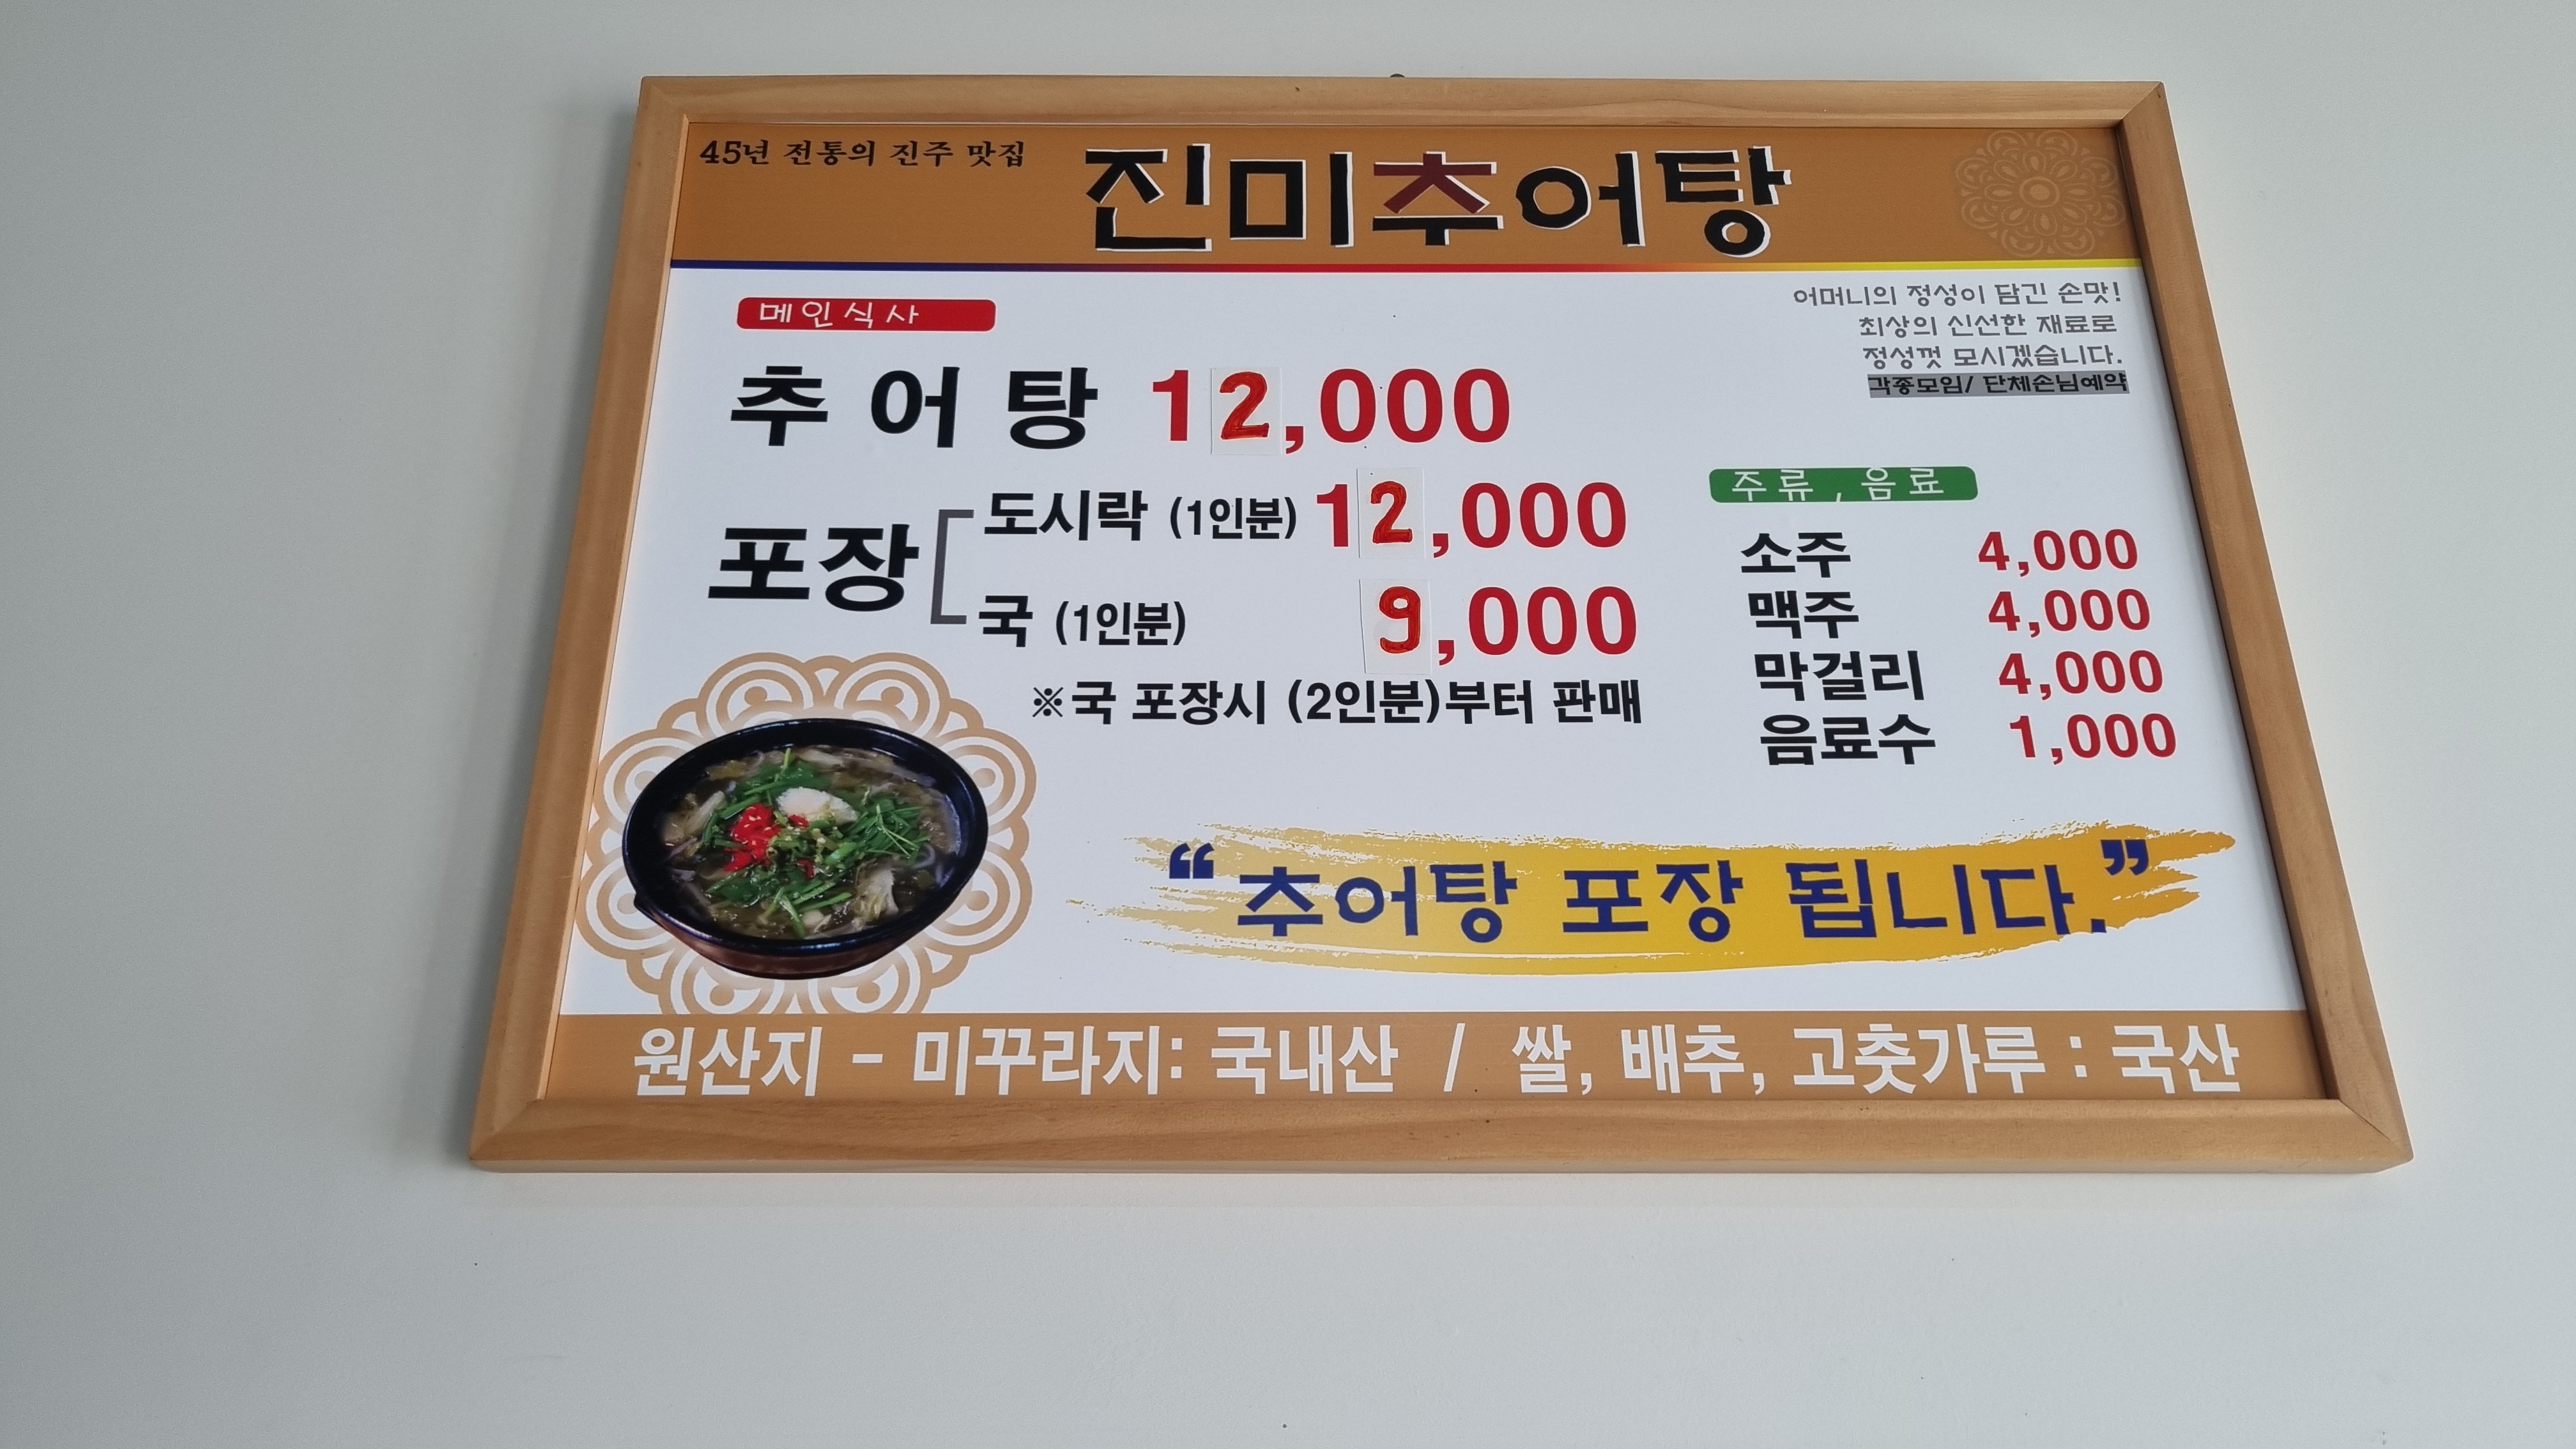 45년 전통의 진주 맛집
진미추어탕
어머니의 정성이 담긴 손맛!
최상의 신선한 재료로
정성껏 모시겠습니다.
각종모임/ 단체손님예약
메인식사
추어탕 12,000
포장
도시락 (1인분) 12,000
국 (1인분) 9,000
※국 포장시 (2인분)부터 판매
주류, 음료
소주 4,000
맥주 4,000
막걸리 4,000
음료수 1,000
“추어탕 포장 됩니다.”
원산지 - 미꾸라지: 국내산 / 쌀, 배추, 고춧가루 : 국산